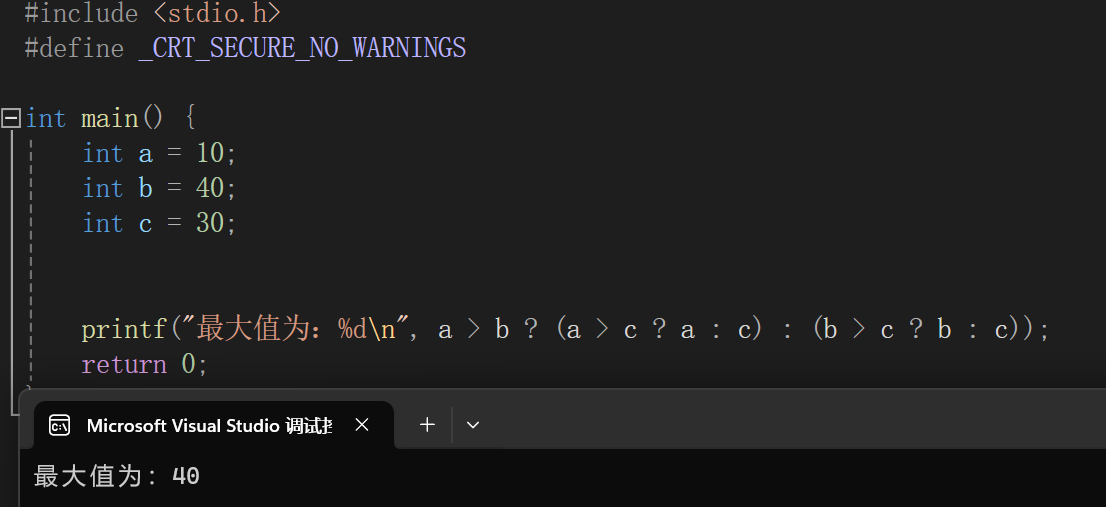 #include <stdio.h>
#define _CRT_SECURE_NO_WARNINGS
int main() {
int a = 10;
int b = 40;
int c = 30;
printf("最大值为：%d\n", a > b ? (a > c ? a : c) : (b > c ? b : c));
return 0;
Microsoft Visual Studio 调试
最大值为：40